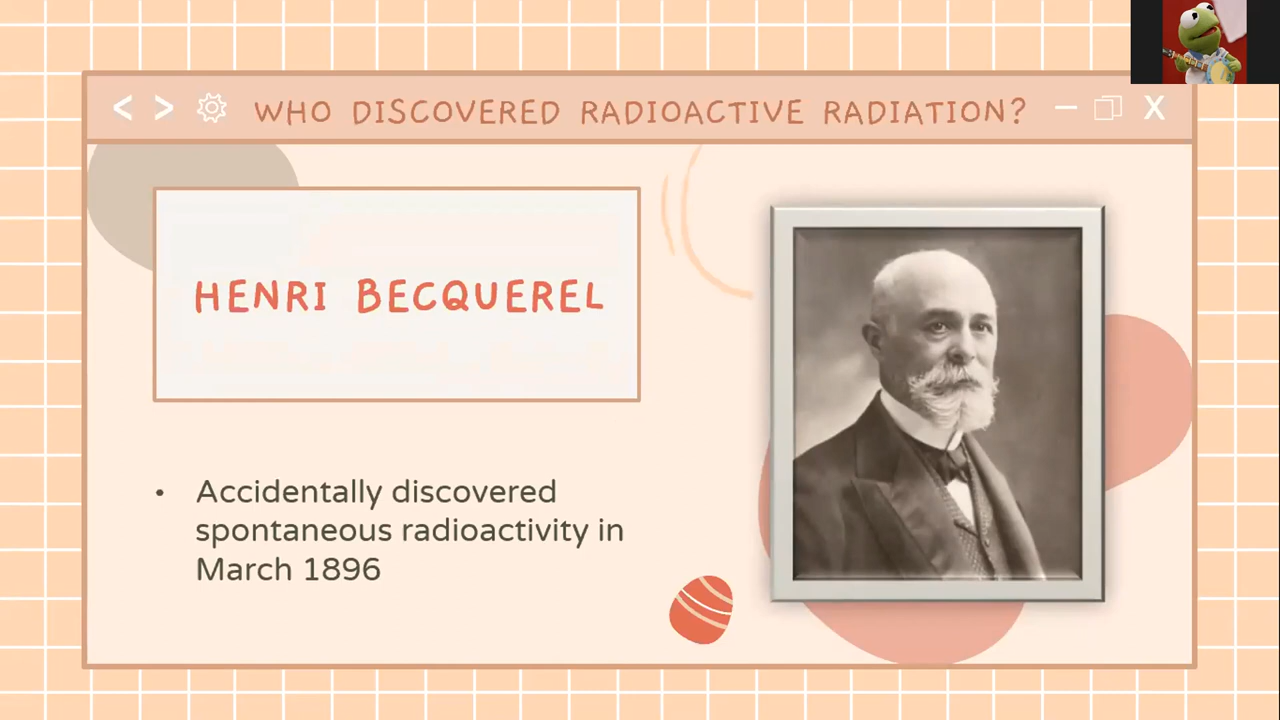 WHO DISCOVERED RADIOACTIVE RADIATION?
HENRI BECQUEREL
• Accidentally discovered
spontaneous radioactivity in
March 1896